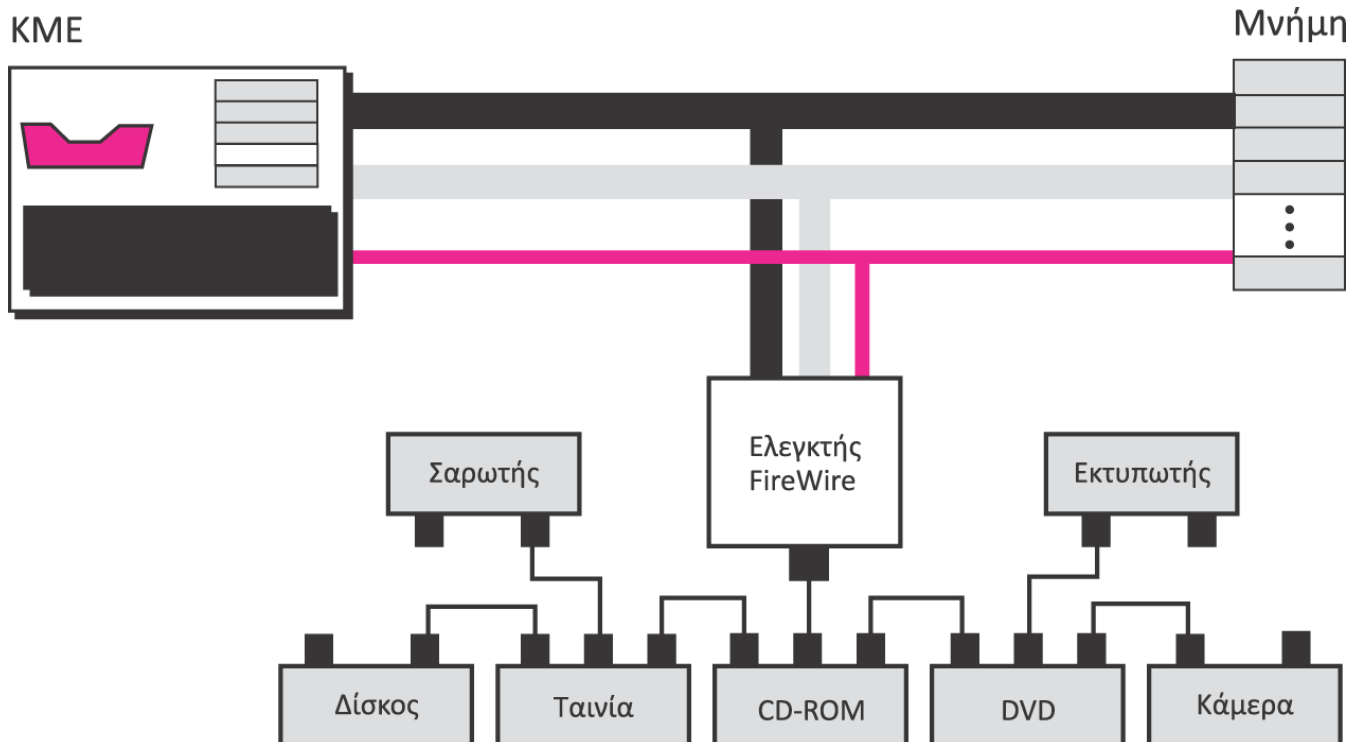 ΚΜΕ
Μνήμη
Ελεγκτής
FireWire
Σαρωτής
Εκτυπωτής
Δίσκος
Ταινία
CD-ROM
DVD
Κάμερα